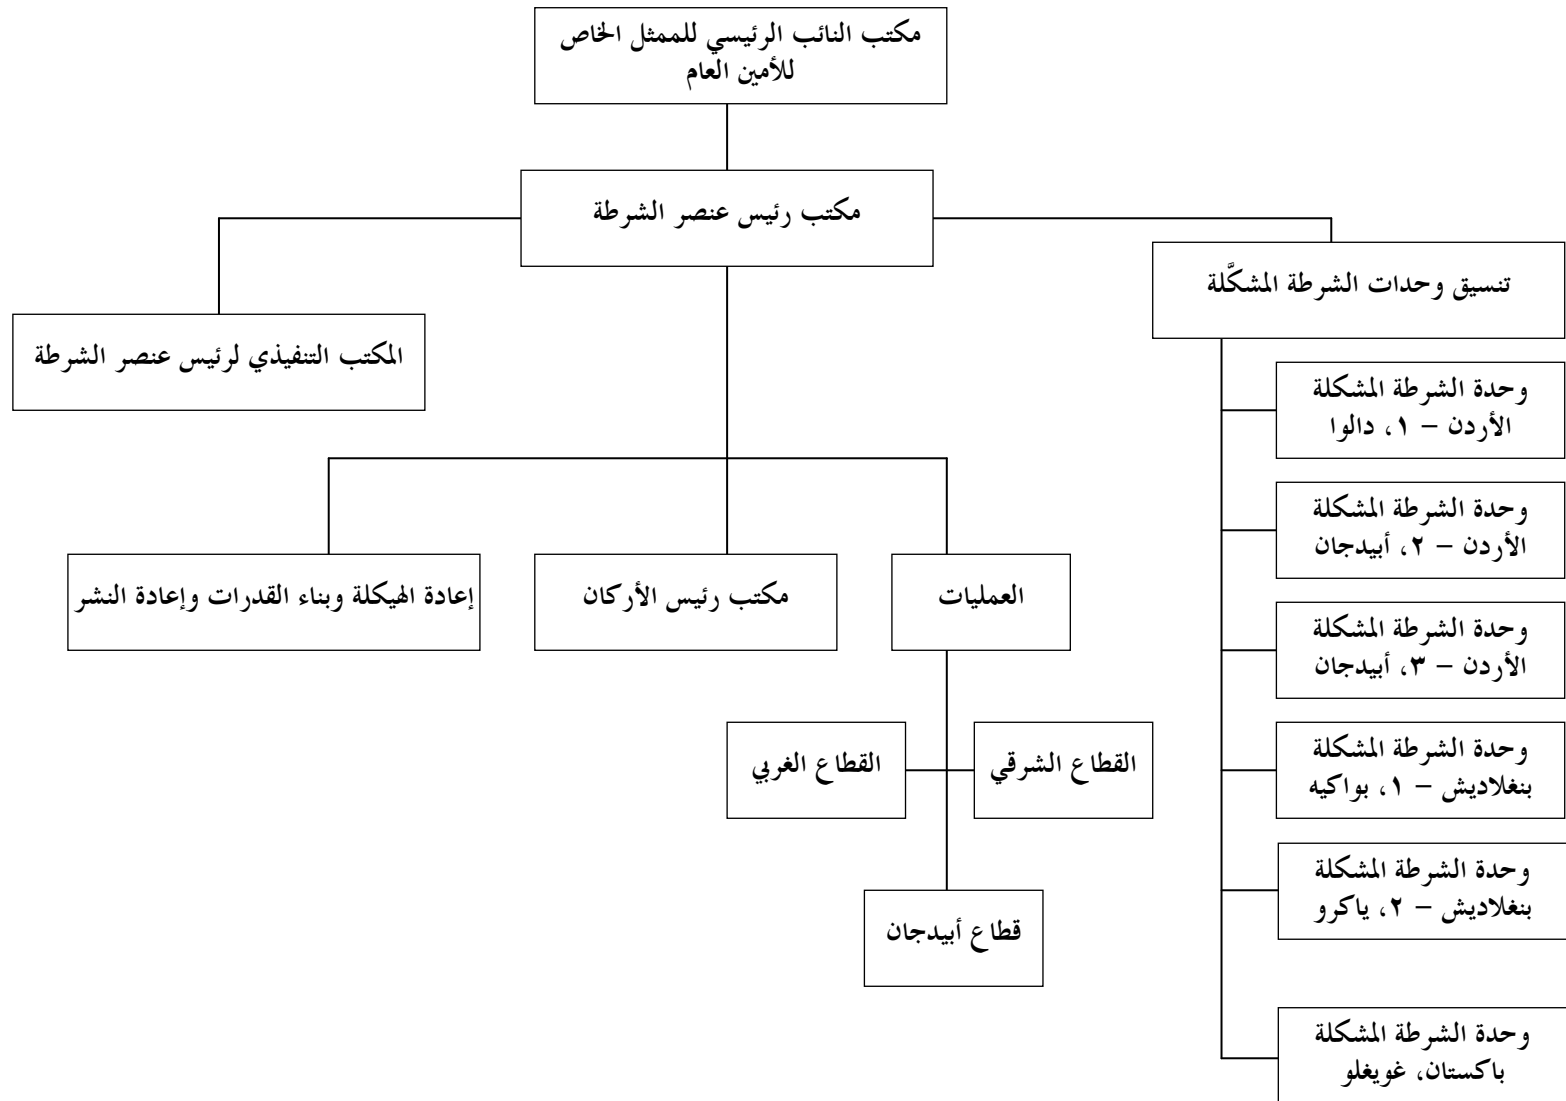 مكتب النائب الرئيسي للممثل الخاص
للأمين العام
مكتب رئيس عنصر الشرطة
تنسيق وحدات الشرطة المشكَّلة
المكتب التنفيذي لرئيس عنصر الشرطة
وحدة الشرطة المشكلة
الأردن – ١، دالوا
وحدة الشرطة المشكلة
الأردن – ٢، أبيدجان
العمليات
مكتب رئيس الأركان
إعادة الهيكلة وبناء القدرات وإعادة النشر
وحدة الشرطة المشكلة
الأردن – ٣، أبيدجان
القطاع الشرقي
القطاع الغربي
وحدة الشرطة المشكلة
بنغلاديش – ١، بواكيه
وحدة الشرطة المشكلة
بنغلاديش – ٢، ياكرو
قطاع أبيدجان
وحدة الشرطة المشكلة
باكستان، غويغلو